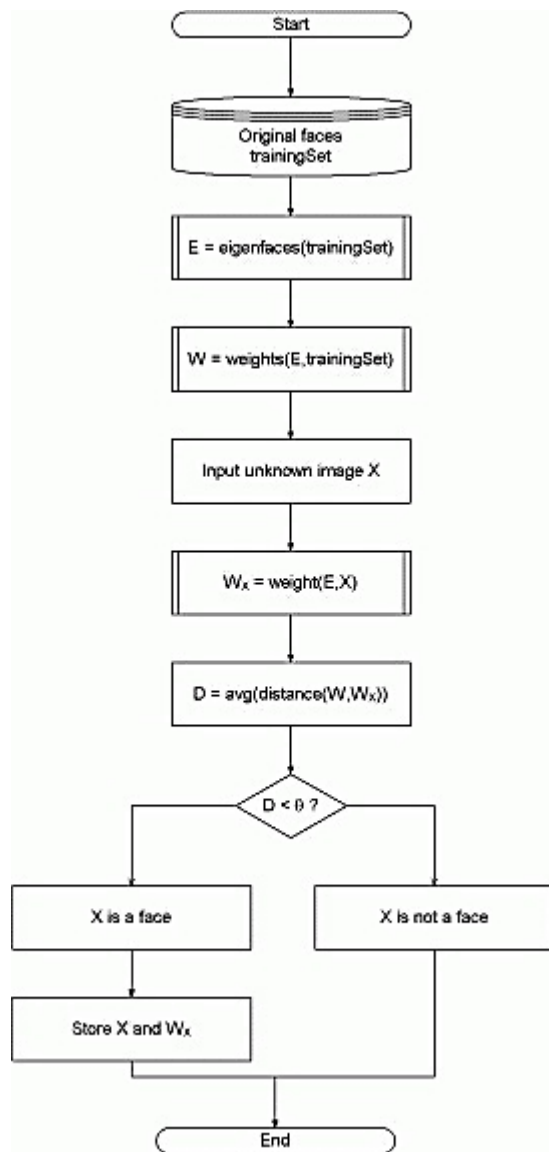 Start
Original faces
trainingSet
E = eigenfaces(trainingSet)
W = weights(E,trainingSet)
Input unknown image X
Wₓ = weight(E,X)
D = avg(distance(W,Wₓ))
D < θ ?
X is a face
X is not a face
Store X and Wₓ
End